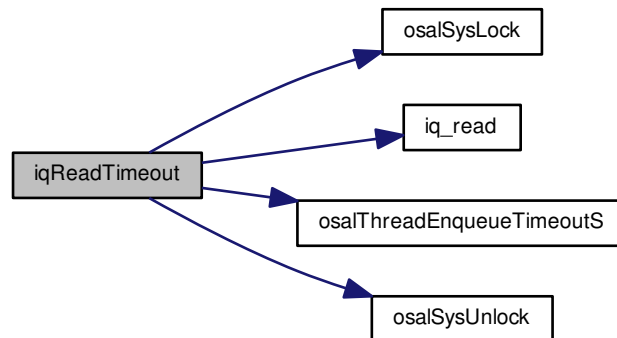 osalSysLock
iq_read
iqReadTimeout
osalThreadEnqueueTimeoutS
osalSysUnlock